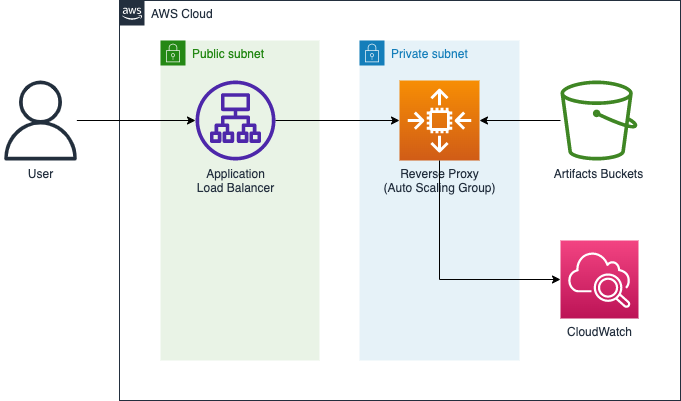 aws
AWS Cloud
Public subnet
Private subnet
User
Application
Load Balancer
Reverse Proxy
(Auto Scaling Group)
Artifacts Buckets
CloudWatch